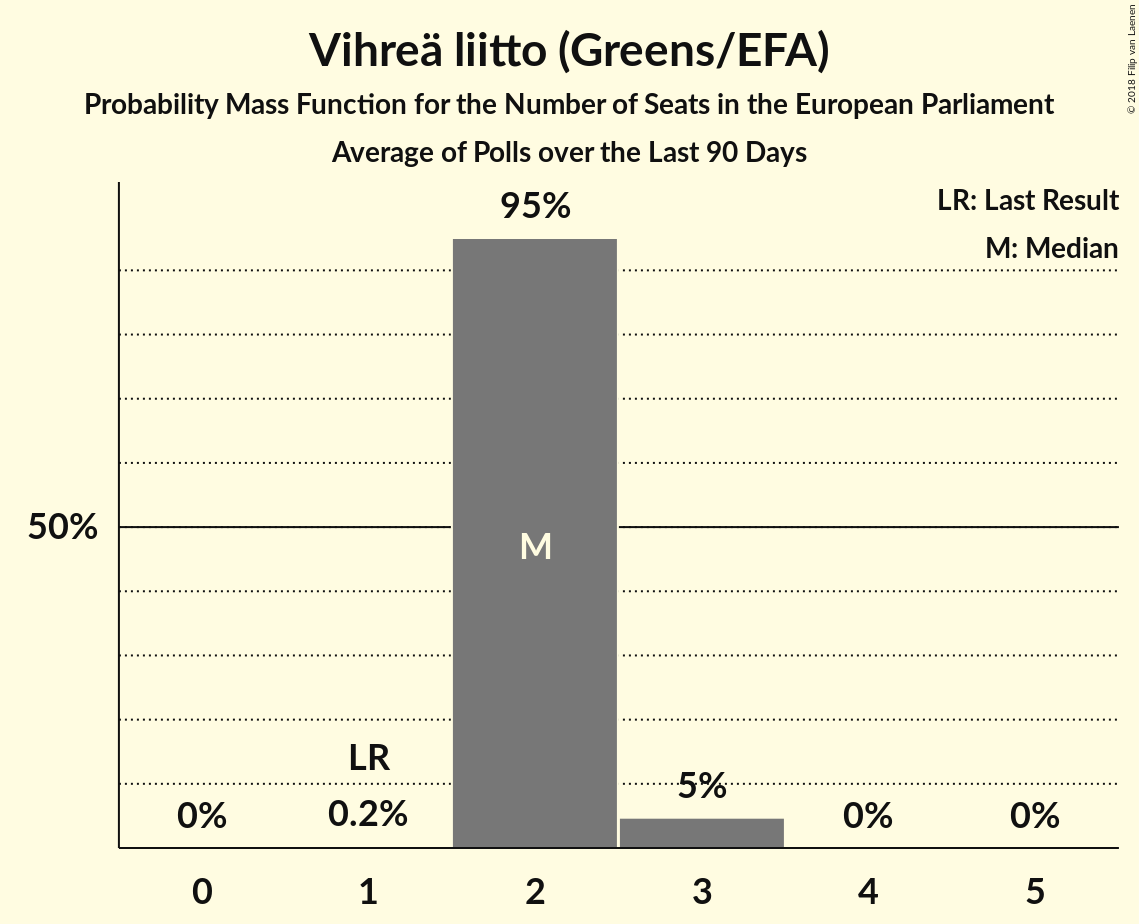 Vihreä liitto (Greens/EFA)
Probability Mass Function for the Number of Seats in the European Parliament
Average of Polls over the Last 90 Days
© 2018 Filip van Laenen
LR: Last Result
M: Median
95%
50%
M
LR
0%
0.2%
5%
0%
0%
0 1 2 3 4 5